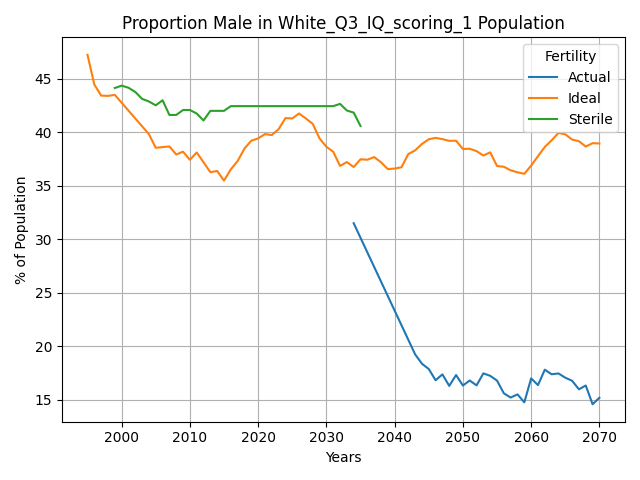 Proportion Male in White_Q3_IQ_scoring_1 Population
Fertility
Actual
Ideal
Sterile
% of Population
45
40
35
30
25
20
15
2000 2010 2020 2030 2040 2050 2060 2070
Years